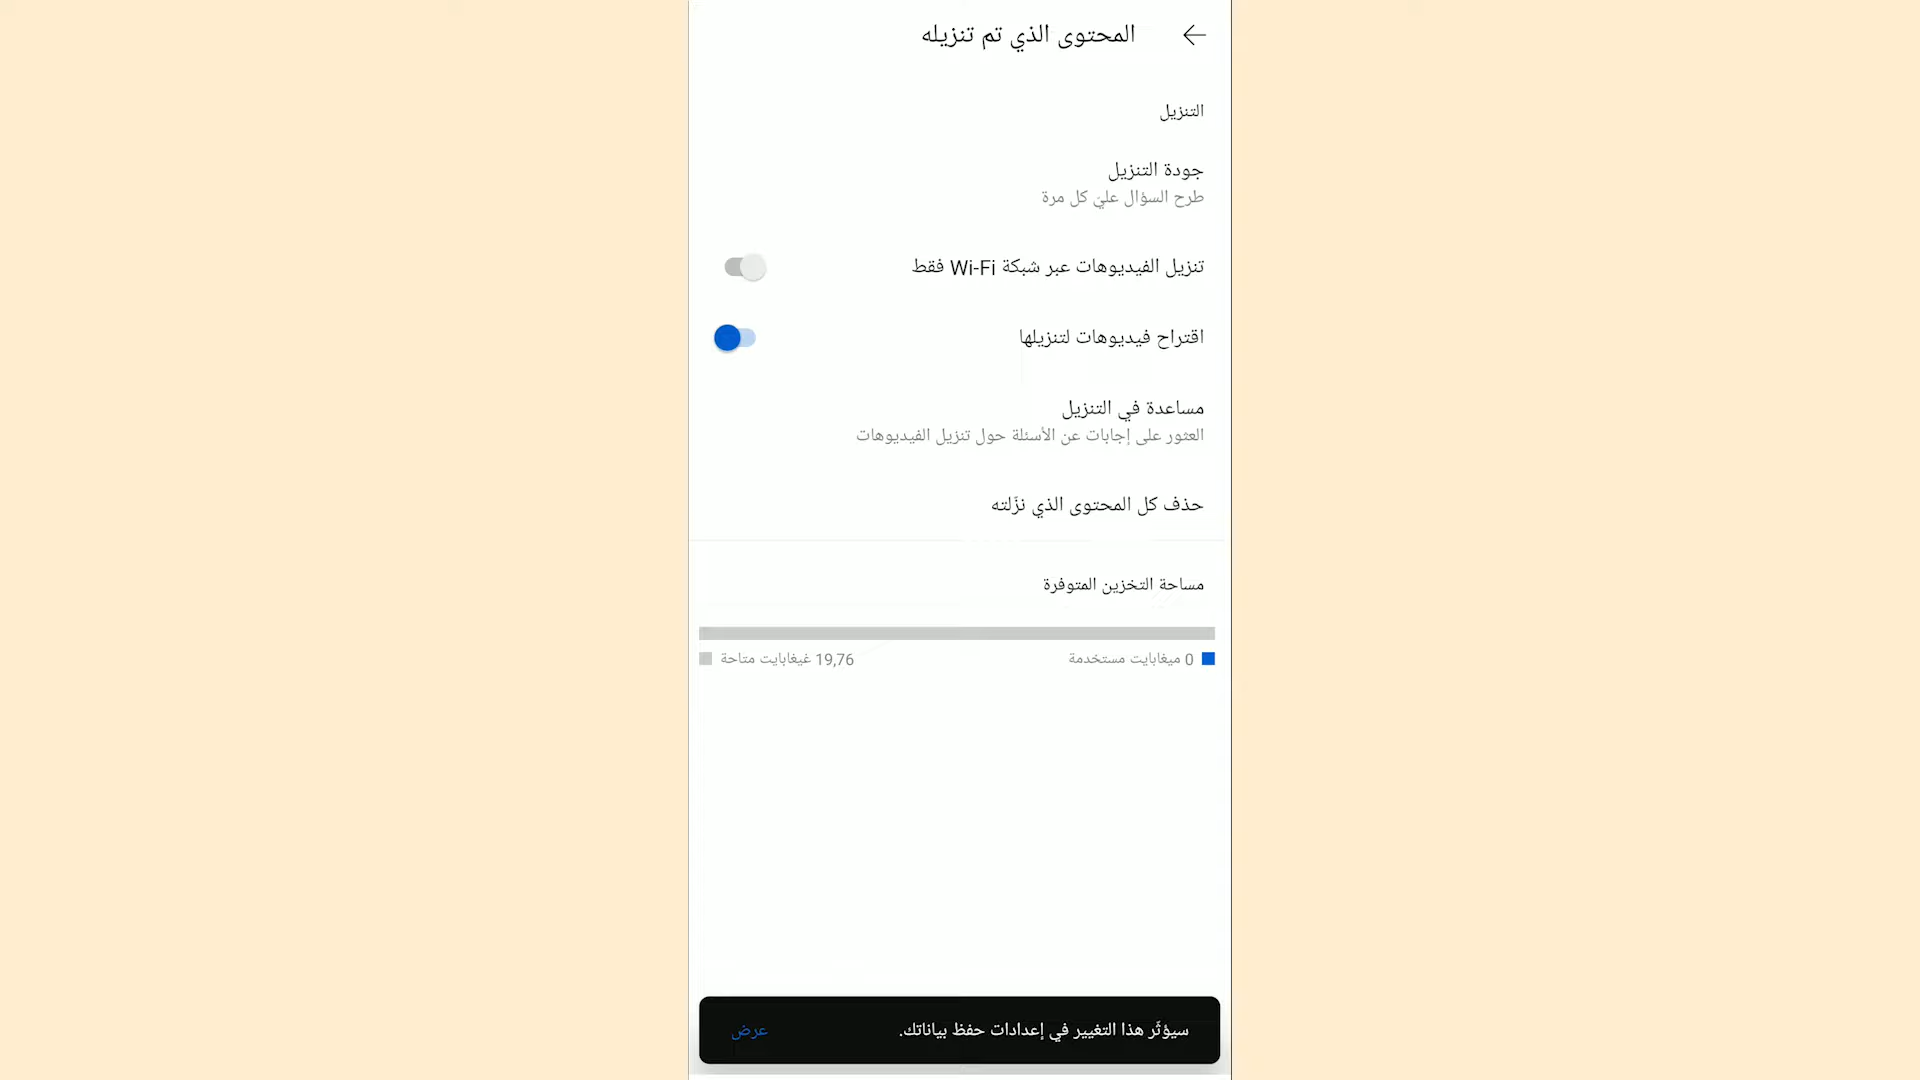 المحتوى الذي تم تنزيله
التنزيل
جودة التنزيل
طرح السؤال عليّ كل مرة
تنزيل الفيديوهات عبر شبكة Wi-Fi فقط
اقتراح فيديوهات لتنزيلها
مساعدة في التنزيل
العثور على إجابات عن الأسئلة حول تنزيل الفيديوهات
حذف كل المحتوى الذي نزّلته
مساحة التخزين المتوفرة
0 ميغابايت مستخدمة
19,76 غيغابايت متاحة
سيؤثّر هذا التغيير في إعدادات حفظ بياناتك.
عرض